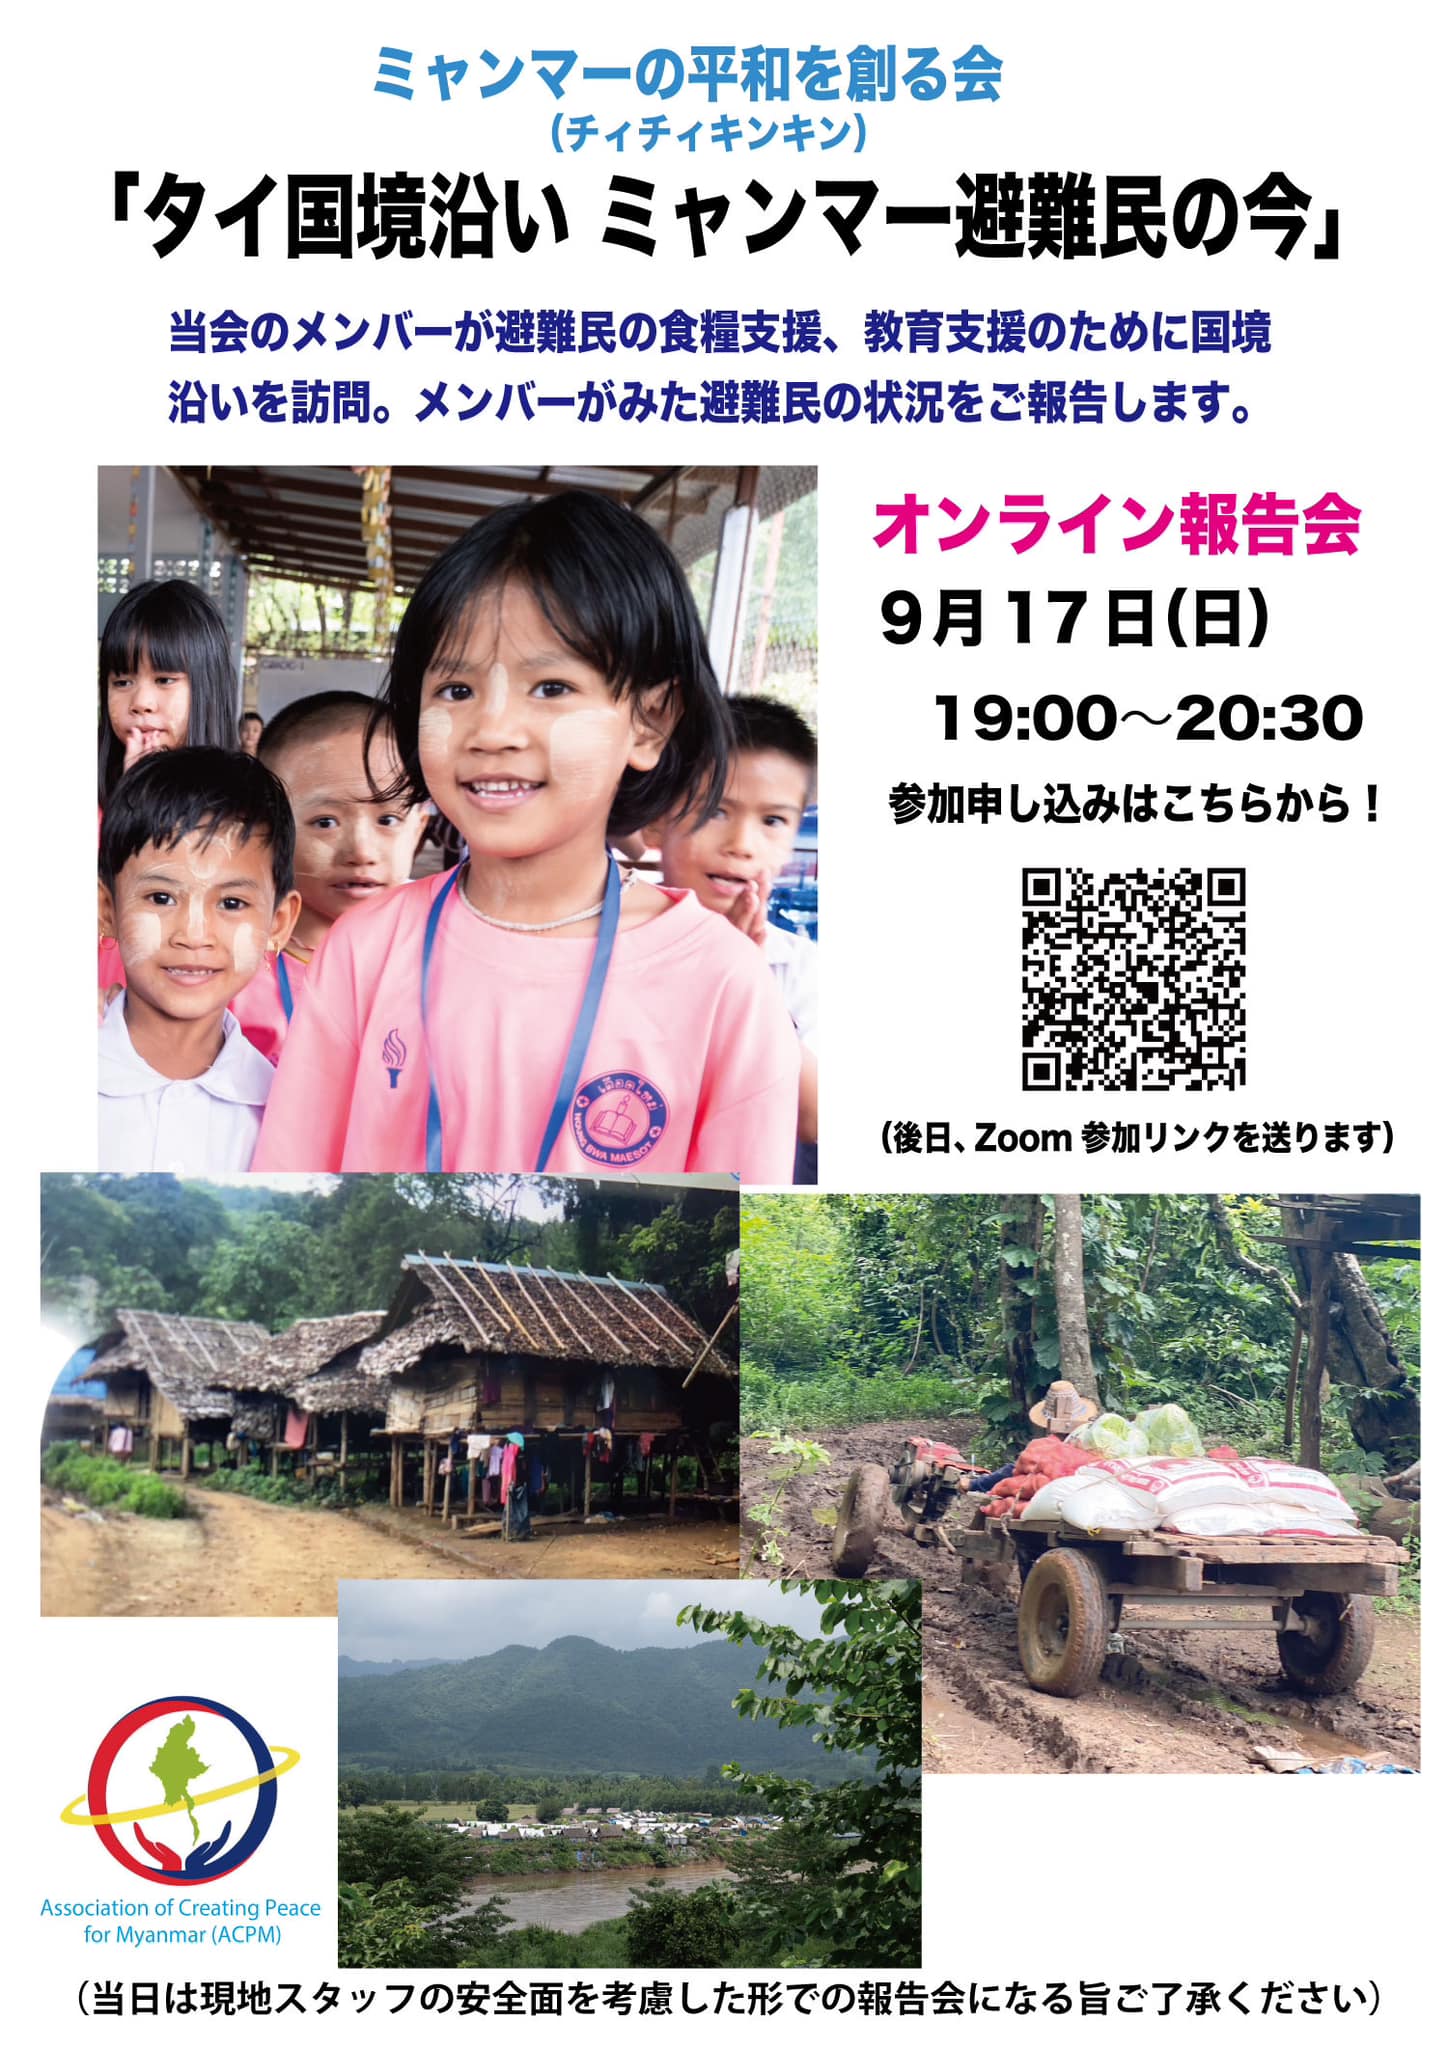 ミャンマーの平和を創る会
（チィチィキンキン）
「タイ国境沿い ミャンマー避難民の今」
当会のメンバーが避難民の食糧支援、教育支援のために国境
沿いを訪問。メンバーがみた避難民の状況をご報告します。
オンライン報告会
9月17日（日）
19:00～20:30
参加申し込みはこちらから！
（後日、Zoom 参加リンクを送ります）
NOUNG BWA MAESOT
Association of Creating Peace
for Myanmar (ACPM)
（当日は現地スタッフの安全面を考慮した形での報告会になる旨ご了承ください）